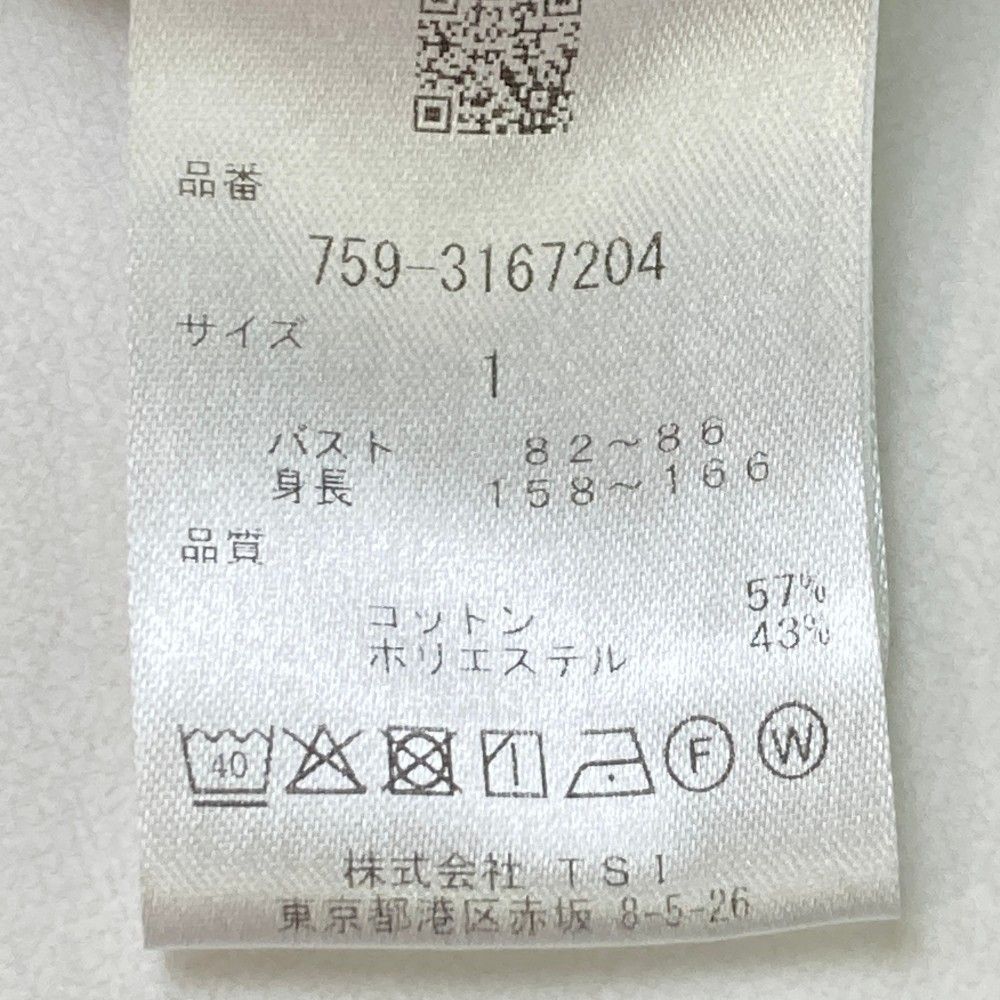 品番
759-3167204
サイズ
1
バスト 82~86
身長 158~166
品質
コットン 57%
ポリエステル 43%
40 F W
株式会社 TSI
東京都港区赤坂 8-5-26